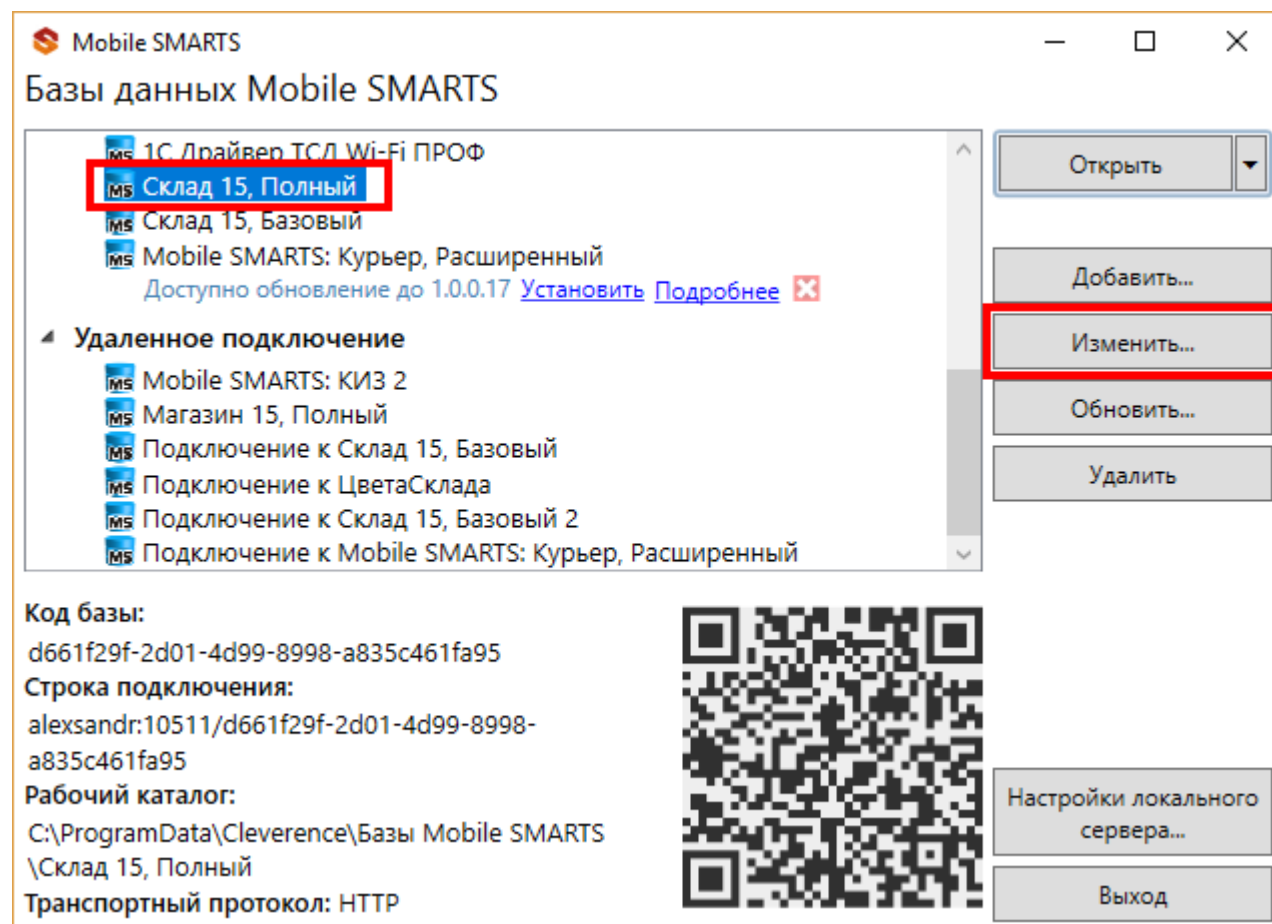 Mobile SMARTS
Базы данных Mobile SMARTS
1С Драйвер ТСД Wi-Fi ПРОФ
Склад 15, Полный
Склад 15, Базовый
Mobile SMARTS: Курьер, Расширенный
Доступно обновление до 1.0.0.17 Установить Подробнее
Удаленное подключение
Mobile SMARTS: КИЗ 2
Магазин 15, Полный
Подключение к Склад 15, Базовый
Подключение к ЦветаСклада
Подключение к Склад 15, Базовый 2
Подключение к Mobile SMARTS: Курьер, Расширенный
Открыть
Добавить...
Изменить...
Обновить...
Удалить
Код базы:
d661f29f-2d01-4d99-8998-a835c461fa95
Строка подключения:
alexsandr:10511/d661f29f-2d01-4d99-8998-
a835c461fa95
Рабочий каталог:
C:\ProgramData\Cleverence\Базы Mobile SMARTS
\Склад 15, Полный
Транспортный протокол: HTTP
Настройки локального
сервера...
Выход